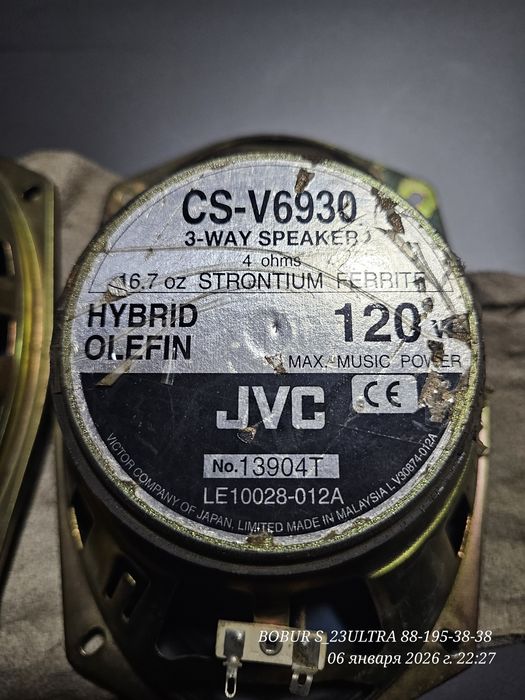 CS-V6930
3-WAY SPEAKER
4 ohms
16.7 oz STRONTIUM FERRITE
HYBRID
OLEFIN
120
MAX. MUSIC POWER
JVC
CE
No. 13904T
LE10028-012A
VICTOR COMPANY OF JAPAN, LIMITED MADE IN MALAYSIA LV30874-012A
BOBUR S_23ULTRA 88-195-38-38
06 января 2026 г. 22:27